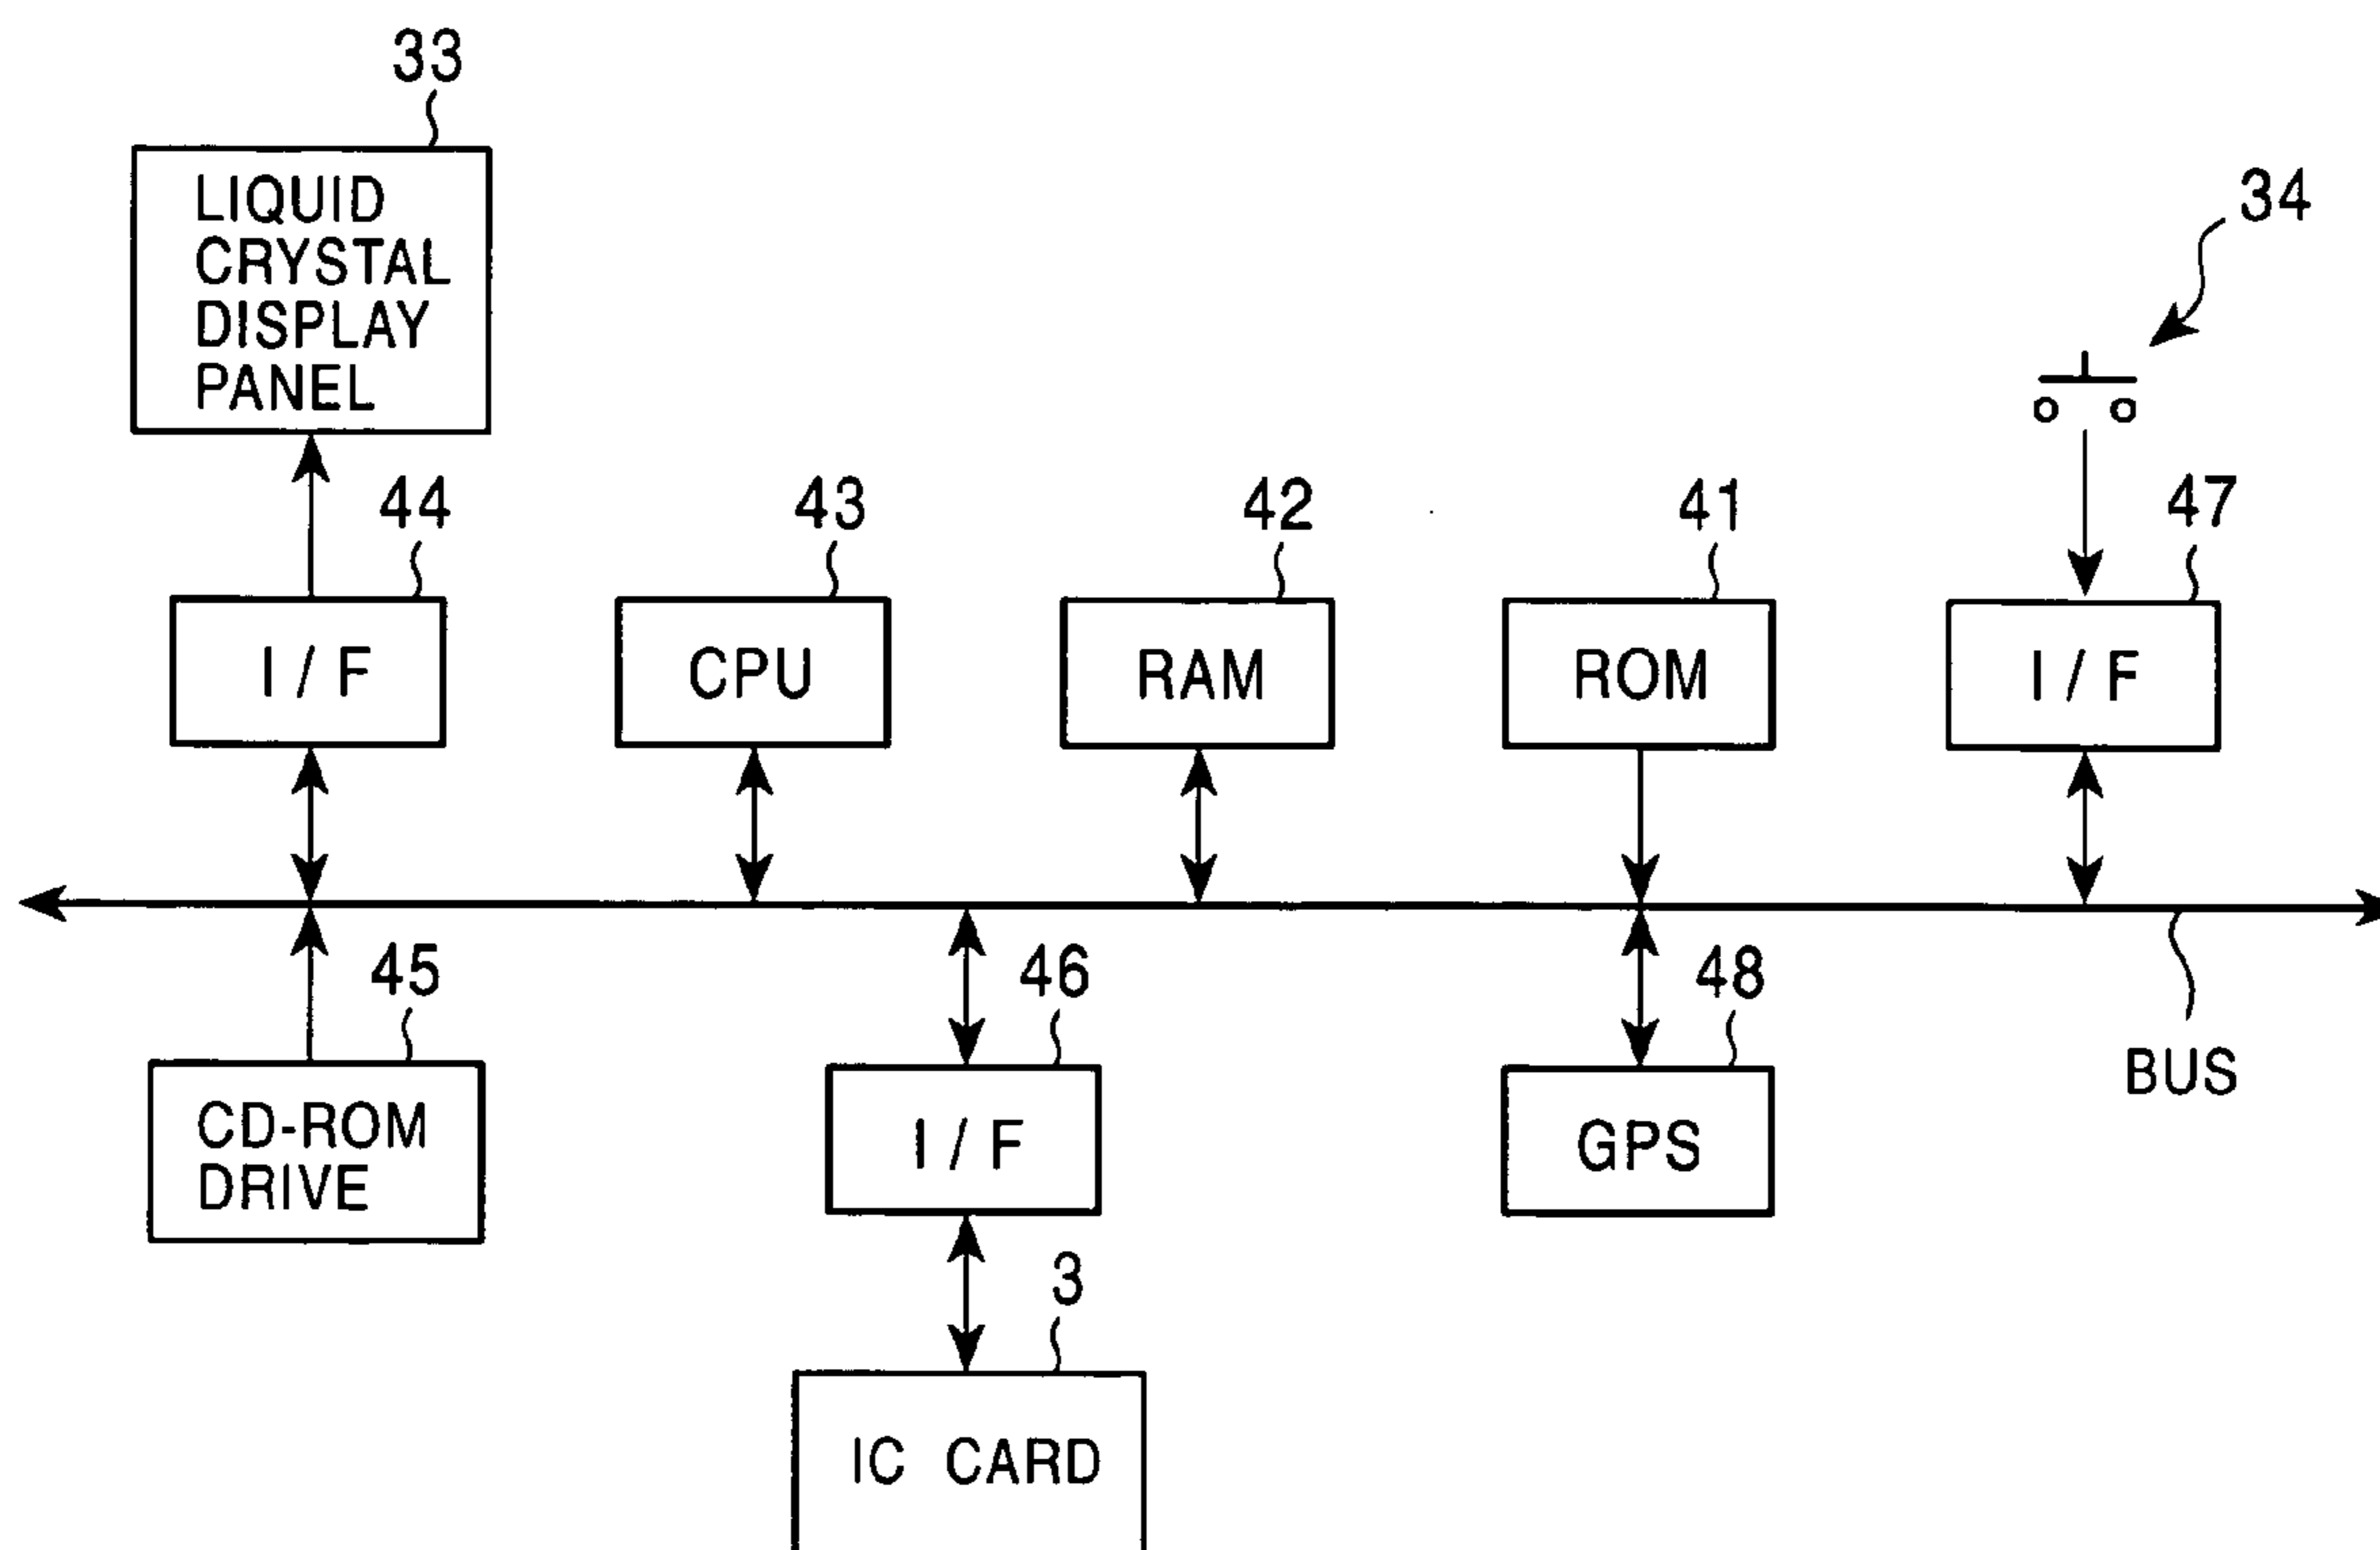 33
LIQUID
CRYSTAL
DISPLAY
PANEL
34
44
43
42
41
47
I / F
CPU
RAM
ROM
I / F
45
46
48
BUS
CD-ROM
DRIVE
I / F
GPS
3
IC CARD